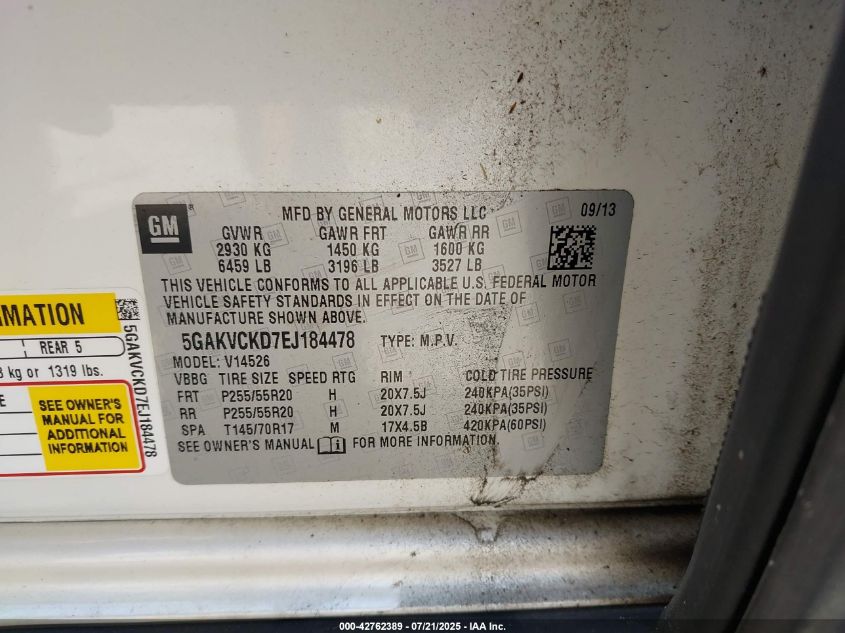 GM
MFD BY GENERAL MOTORS LLC
09/13
GVWR GAWR FRT GAWR RR
2930 KG 1450 KG 1600 KG
6459 LB 3196 LB 3527 LB
THIS VEHICLE CONFORMS TO ALL APPLICABLE U.S. FEDERAL MOTOR
VEHICLE SAFETY STANDARDS IN EFFECT ON THE DATE OF
MANUFACTURE SHOWN ABOVE.
5GAKVCKD7EJ184478 TYPE: M.P.V.
MODEL: V14526
VBBG TIRE SIZE SPEED RTG RIM COLD TIRE PRESSURE
FRT P255/55R20 H 20X7.5J 240KPA(35PSI)
RR P255/55R20 H 20X7.5J 240KPA(35PSI)
SPA T145/70R17 M 17X4.5B 420KPA(60PSI)
SEE OWNER'S MANUAL FOR MORE INFORMATION.
REAR 5
kg or 1319 lbs.
SEE OWNER'S
MANUAL FOR
ADDITIONAL
INFORMATION
5GAKVCKD7EJ184478
000-42762389 - 07/21/2025 - IAA Inc.